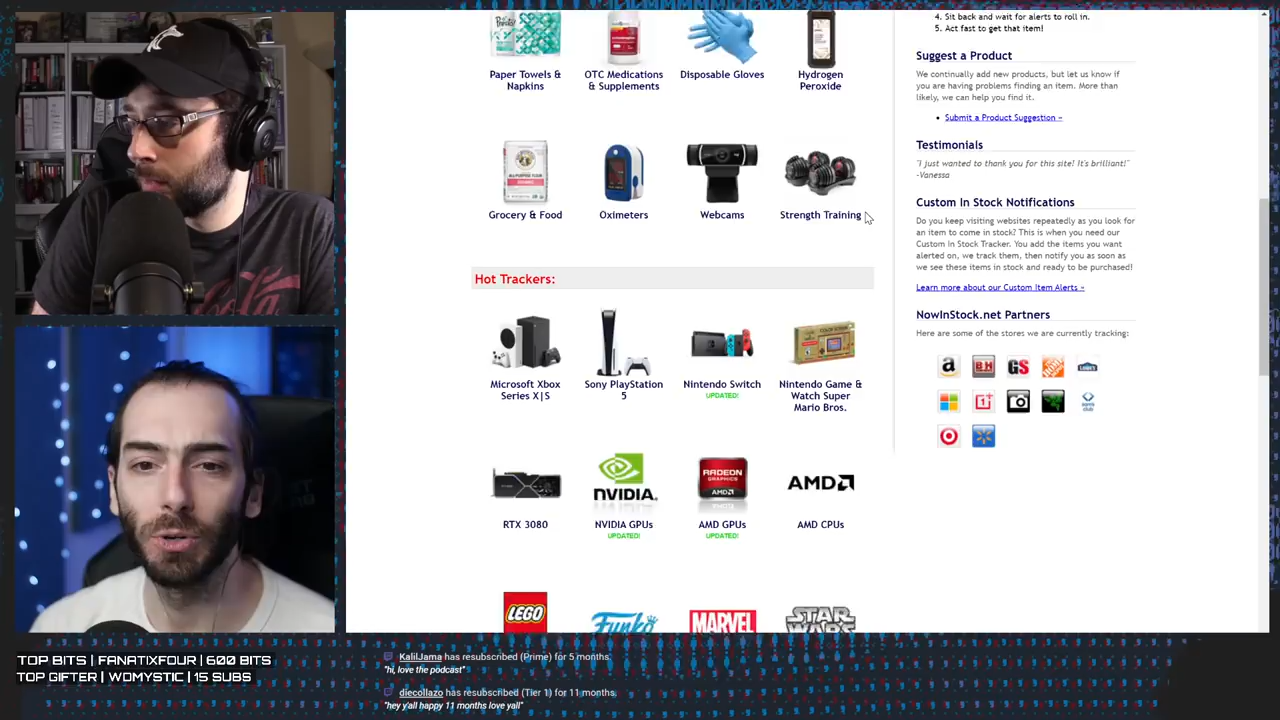 Paper Towels &
Napkins
OTC Medications
& Supplements
Disposable Gloves
Hydrogen
Peroxide
Grocery & Food
Oximeters
Webcams
Strength Training
Hot Trackers:
Microsoft Xbox
Series X|S
Sony PlayStation
5
Nintendo Switch
UPDATED!
Nintendo Game &
Watch Super
Mario Bros.
NVIDIA.
RADEON
GRAPHICS
AMD
AMD
RTX 3080
NVIDIA GPUs
UPDATED!
AMD GPUs
UPDATED!
AMD CPUs
LEGO
Funko
MARVEL
STAR
WARS
4. Sit back and wait for alerts to roll in.
5. Act fast to get that item!
Suggest a Product
We continually add new products, but let us know if
you are having problems finding an item. More than
likely, we can help you find it.
• Submit a Product Suggestion »
Testimonials
"I just wanted to thank you for this site! It's brilliant!"
-Vanessa
Custom In Stock Notifications
Do you keep visiting websites repeatedly as you look for
an item to come in stock? This is when you need our
Custom In Stock Tracker. You add the items you want
alerted on, we track them, then notify you as soon as
we see these items in stock and ready to be purchased!
Learn more about our Custom Item Alerts »
NowInStock.net Partners
Here are some of the stores we are currently tracking:
a
B&H
GS
TOP BITS | FANATIXFOUR | 600 BITS
TOP GIFTER | WDMYSTIC | 15 SUBS
KalilJama has resubscribed (Prime) for 5 months.
"hi, love the podcast"
diecollazo has resubscribed (Tier 1) for 11 months.
"hey y'all happy 11 months love yall"